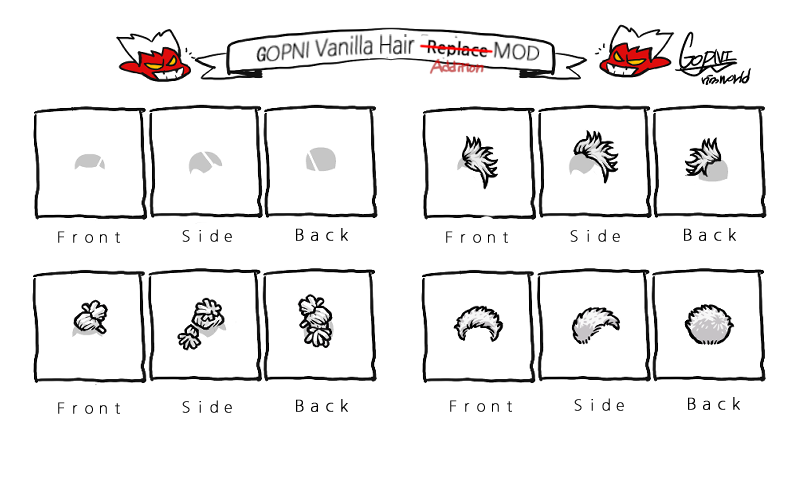 GOPNI Vanilla Hair Replace MOD
Addition
GOPNI
rimworld
Front Side Back
Front Side Back
Front Side Back
Front Side Back